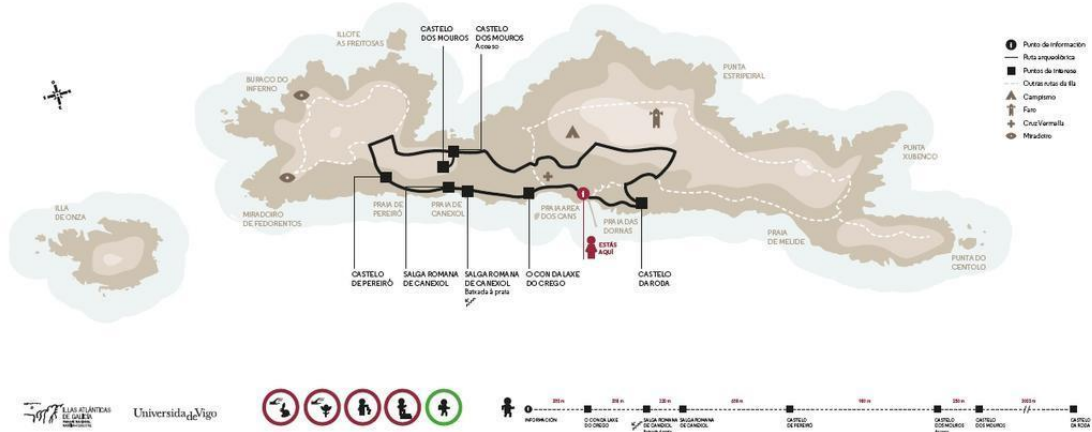 ILLOTE
AS FREITOSAS
CASTELO
DOS MOUROS
CASTELO
DOS MOUROS
Acceso
BURACO DO
INFERNO
PUNTA
ESTRIPEIRAL
Punto de información
Ruta arqueolóxica
Puntos de interese
Outras rutas da illa
Campismo
Faro
Cruz Vermella
Miradoiro
PUNTA
XUBENCO
ILLA
DE ONZA
MIRADOIRO
DE FEDORENTOS
PRAIA DE
PEREIRÓ
PRAIA DE
CANEXOL
PRAIA AREA
DOS CANS
PRAIA DAS
DORNAS
ESTÁS
AQUÍ
PRAIA
DE MELIDE
PUNTA DO
CENTOLO
CASTELO
DE PEREIRÓ
SALGA ROMANA
DE CANEXOL
SALGA ROMANA
DE CANEXOL
Baixada á praia
O CON DA LAXE
DO CREGO
CASTELO
DA RODA
ILLAS ATLÁNTICAS
DE GALICIA
Universidade de Vigo
INFORMACIÓN
O CON DA LAXE
DO CREGO
SALGA ROMANA
DE CANEXOL
SALGA ROMANA
DE CANEXOL
CASTELO
DE PEREIRÓ
CASTELO
DOS MOUROS
CASTELO
DOS MOUROS
CASTELO
DA RODA